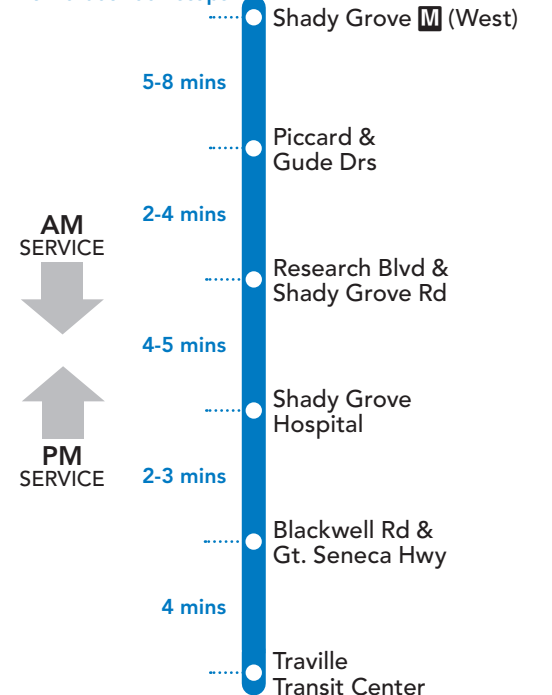 Shady Grove M (West)
5-8 mins
Piccard &
Gude Drs
2-4 mins
AM
SERVICE
Research Blvd &
Shady Grove Rd
4-5 mins
Shady Grove
Hospital
PM
SERVICE
2-3 mins
Blackwell Rd &
Gt. Seneca Hwy
4 mins
Traville
Transit Center